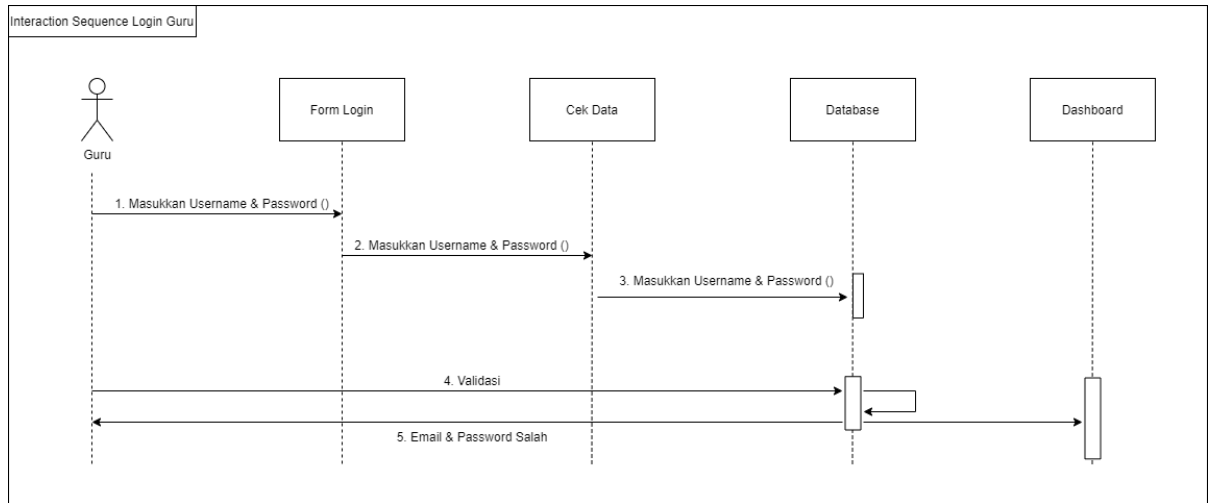 Interaction Sequence Login Guru
Form Login
Cek Data
Database
Dashboard
Guru
1. Masukkan Username & Password ()
2. Masukkan Username & Password ()
3. Masukkan Username & Password ()
4. Validasi
5. Email & Password Salah